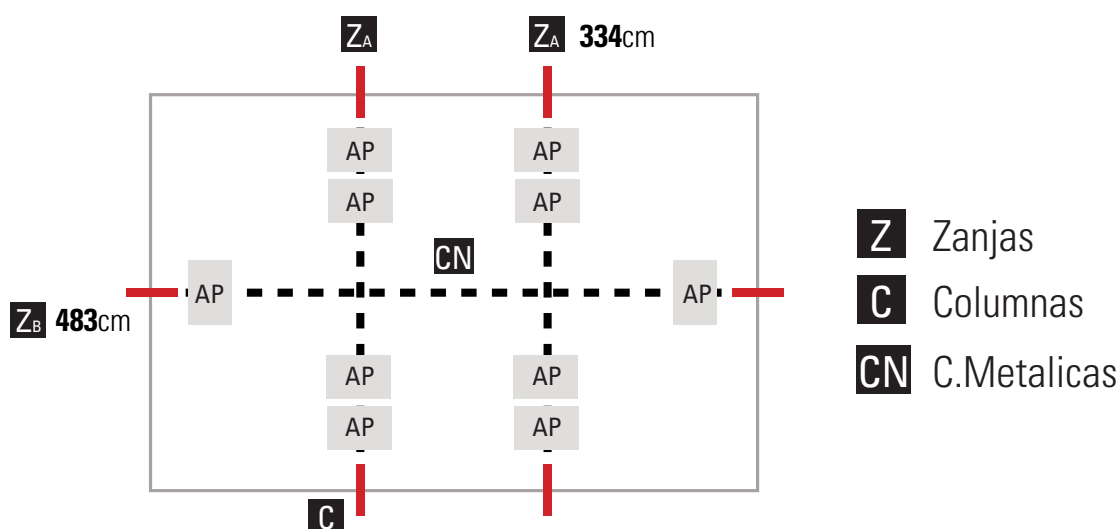 ZA
ZA 334cm
AP
AP
AP
AP
CN
AP
AP
ZB 483cm
AP
AP
AP
AP
C
Z Zanjas
C Columnas
CN C.Metalicas